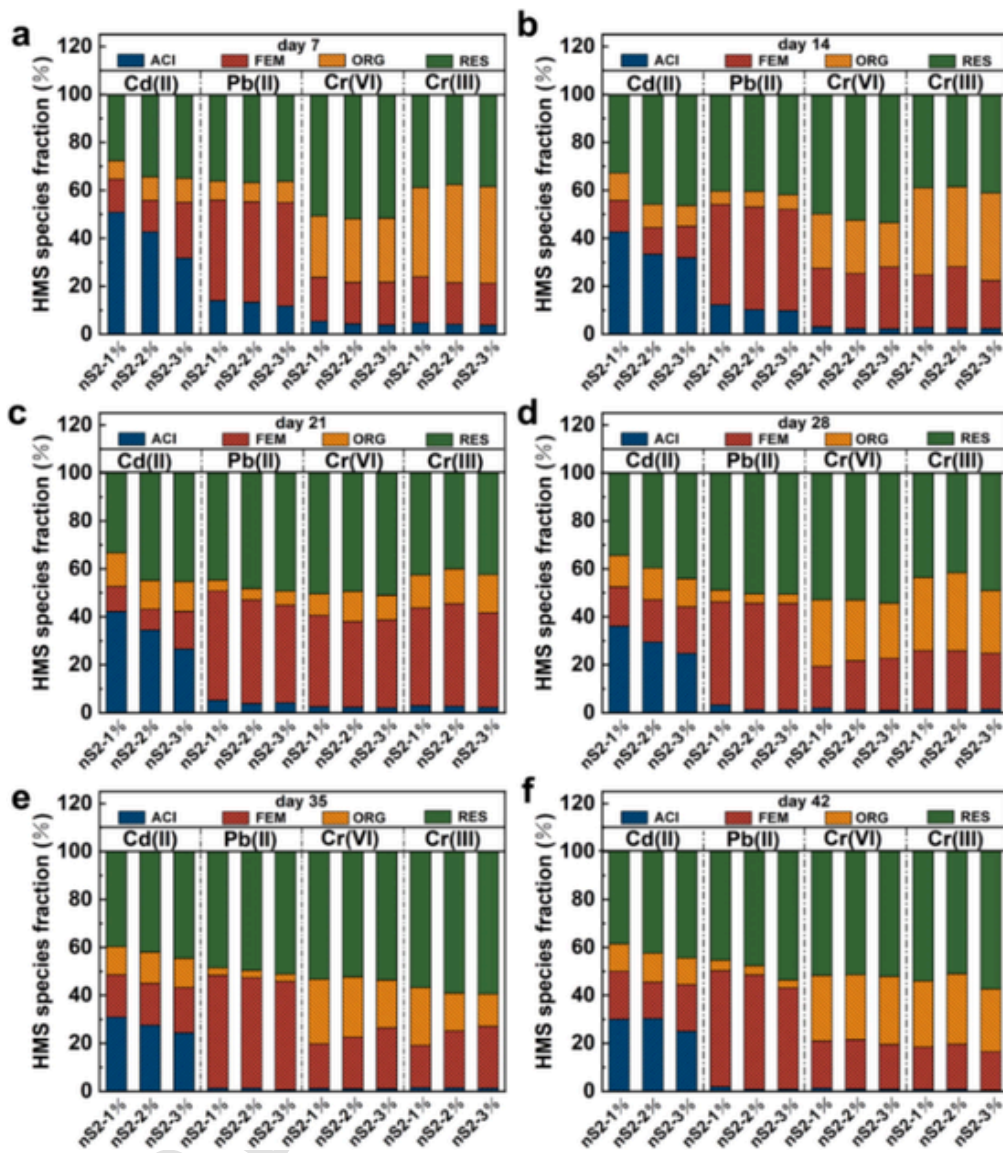 a
day 7
ACI FEM ORG RES
Cd(II) Pb(II) Cr(VI) Cr(III)
HMS species fraction (%)
120
100
80
60
40
20
0
nS2-1% nS2-2% nS2-3% nS2-1% nS2-2% nS2-3% nS2-1% nS2-2% nS2-3% nS2-1% nS2-2% nS2-3%
b
day 14
ACI FEM ORG RES
Cd(II) Pb(II) Cr(VI) Cr(III)
HMS species fraction (%)
120
100
80
60
40
20
0
nS2-1% nS2-2% nS2-3% nS2-1% nS2-2% nS2-3% nS2-1% nS2-2% nS2-3% nS2-1% nS2-2% nS2-3%
c
day 21
ACI FEM ORG RES
Cd(II) Pb(II) Cr(VI) Cr(III)
HMS species fraction (%)
120
100
80
60
40
20
0
nS2-1% nS2-2% nS2-3% nS2-1% nS2-2% nS2-3% nS2-1% nS2-2% nS2-3% nS2-1% nS2-2% nS2-3%
d
day 28
ACI FEM ORG RES
Cd(II) Pb(II) Cr(VI) Cr(III)
HMS species fraction (%)
120
100
80
60
40
20
0
nS2-1% nS2-2% nS2-3% nS2-1% nS2-2% nS2-3% nS2-1% nS2-2% nS2-3% nS2-1% nS2-2% nS2-3%
e
day 35
ACI FEM ORG RES
Cd(II) Pb(II) Cr(VI) Cr(III)
HMS species fraction (%)
120
100
80
60
40
20
0
nS2-1% nS2-2% nS2-3% nS2-1% nS2-2% nS2-3% nS2-1% nS2-2% nS2-3% nS2-1% nS2-2% nS2-3%
f
day 42
ACI FEM ORG RES
Cd(II) Pb(II) Cr(VI) Cr(III)
HMS species fraction (%)
120
100
80
60
40
20
0
nS2-1% nS2-2% nS2-3% nS2-1% nS2-2% nS2-3% nS2-1% nS2-2% nS2-3% nS2-1% nS2-2% nS2-3%